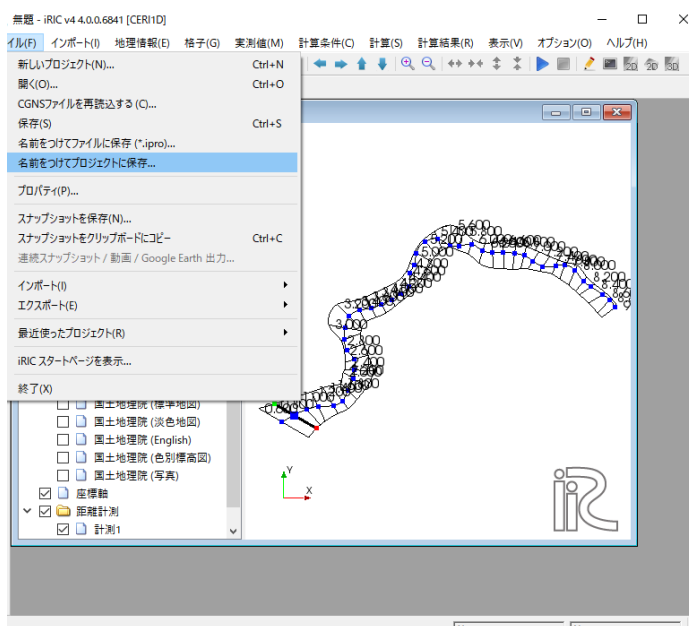 無題 - iRIC v4 4.0.0.6841 [CERI1D]
イル(F) インポート(I) 地理情報(E) 格子(G) 実測値(M) 計算条件(C) 計算(S) 計算結果(R) 表示(V) オプション(O) ヘルプ(H)
新しいプロジェクト(N)... Ctrl+N
開く(O)... Ctrl+O
CGNSファイルを再読込する (C)...
保存(S) Ctrl+S
名前をつけてファイルに保存 (*.ipro)...
名前をつけてプロジェクトに保存...
プロパティ(P)...
スナップショットを保存(N)...
スナップショットをクリップボードにコピー Ctrl+C
連続スナップショット / 動画 / Google Earth 出力...
インポート(I)
エクスポート(E)
最近使ったプロジェクト(R)
iRIC スタートページを表示...
終了(X)
国土地理院 (標準地図)
国土地理院 (淡色地図)
国土地理院 (English)
国土地理院 (色別標高図)
国土地理院 (写真)
座標軸
距離計測
計測1
5.600
5.000
3.000
2.800
8.200
Y
X
iRIC